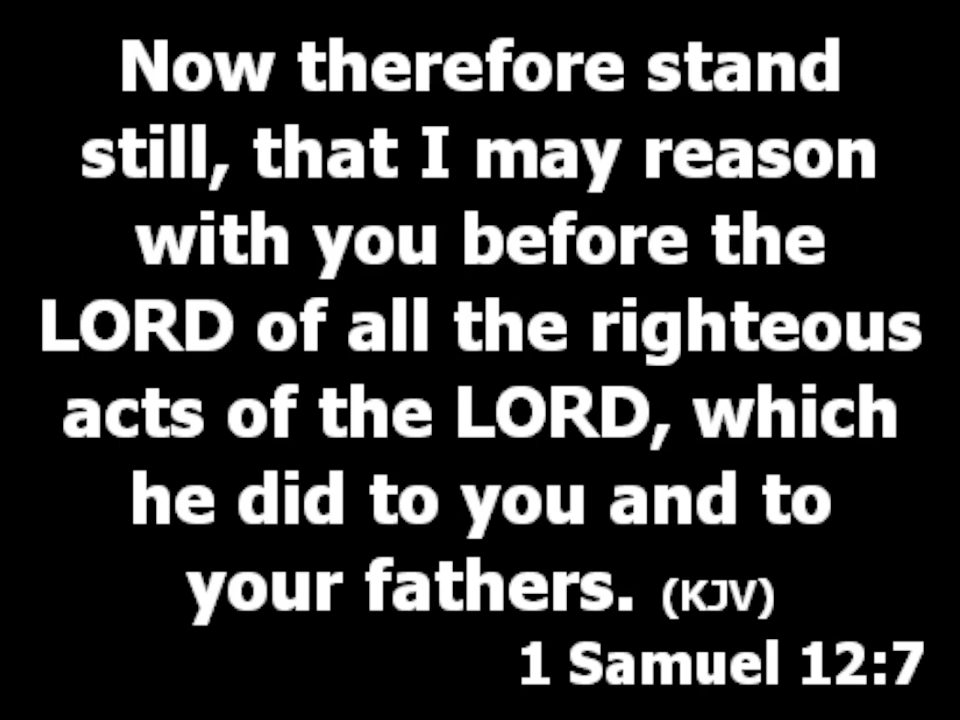 Now therefore stand
still, that I may reason
with you before the
LORD of all the righteous
acts of the LORD, which
he did to you and to
your fathers. (KJV)
1 Samuel 12:7